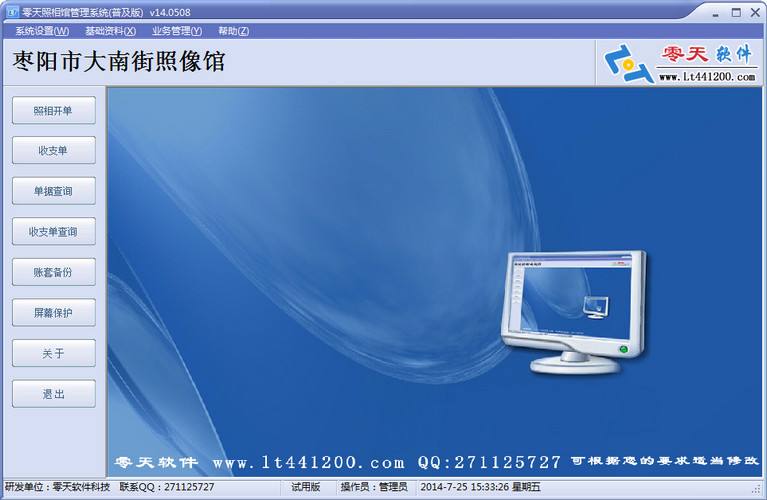 零天照相馆管理系统(普及版) v14.0508
系统设置(W) 基础资料(X) 业务管理(Y) 帮助(Z)
枣阳市大南街照像馆
零天软件
www.Lt441200.com
照相开单
收支单
单据查询
收支单查询
账套备份
屏幕保护
关于
退出
零天软件 www.lt441200.com QQ:271125727 可根据您的要求适当修改
研发单位：零天软件科技 联系QQ：271125727 试用版 操作员：管理员 2014-7-25 15:33:26 星期五